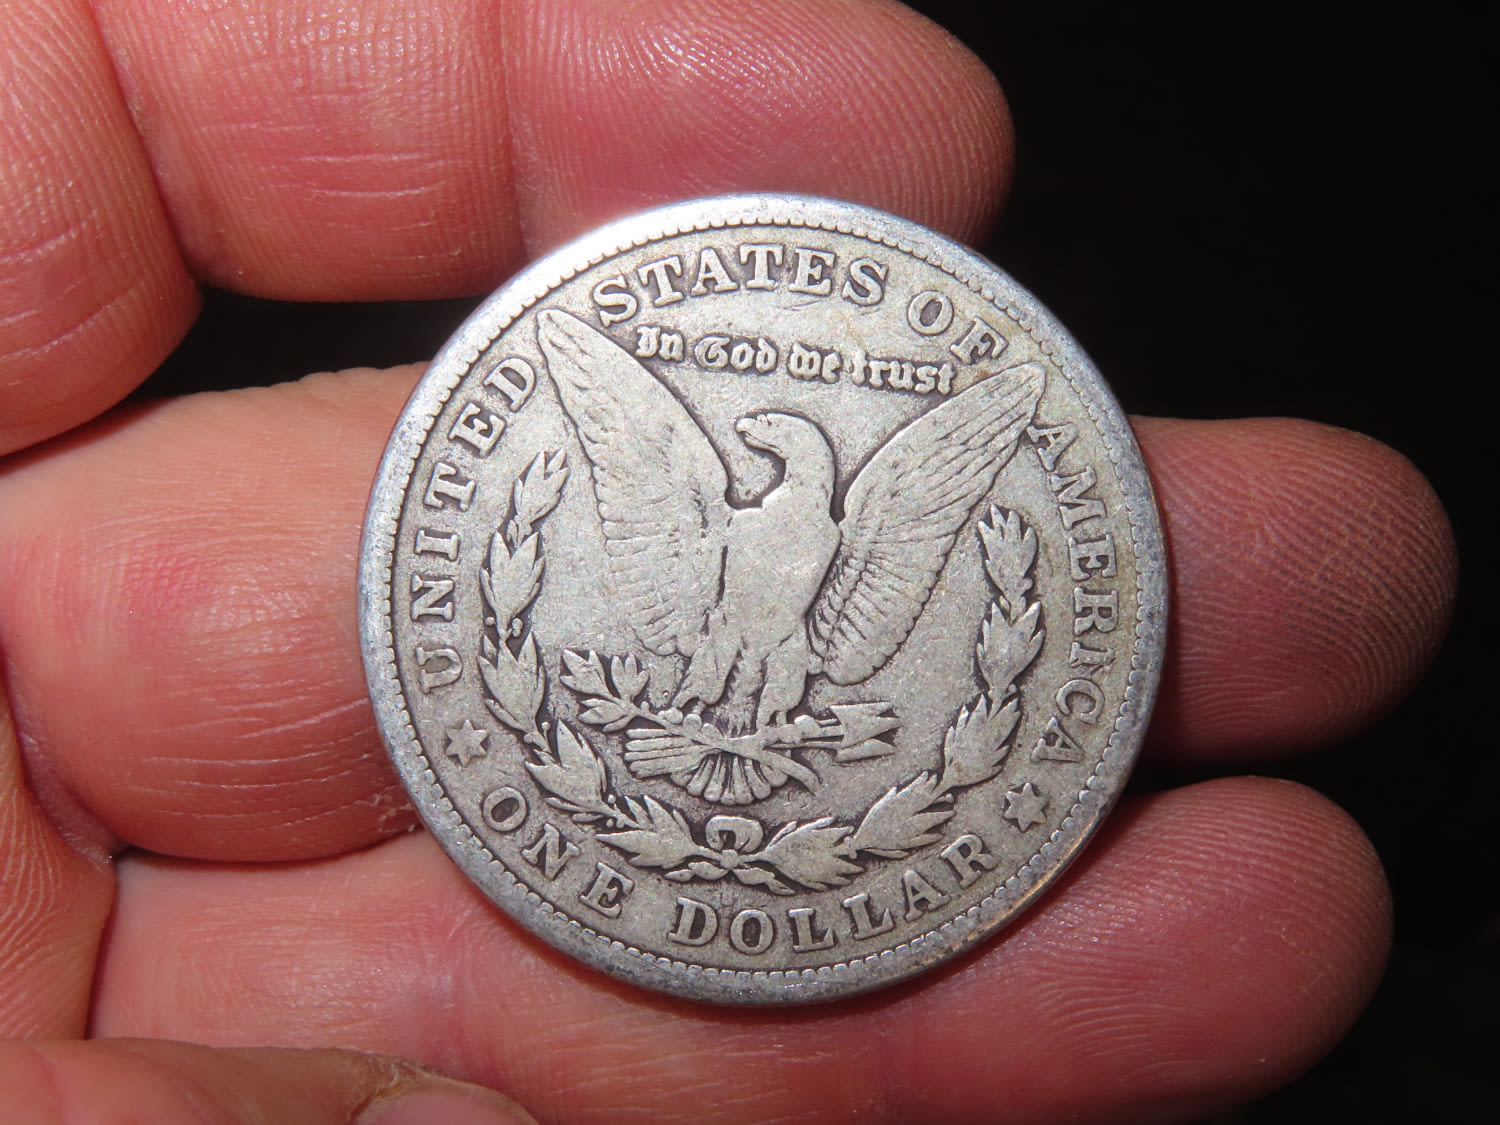 UNITED STATES OF AMERICA
In God we trust
ONE DOLLAR